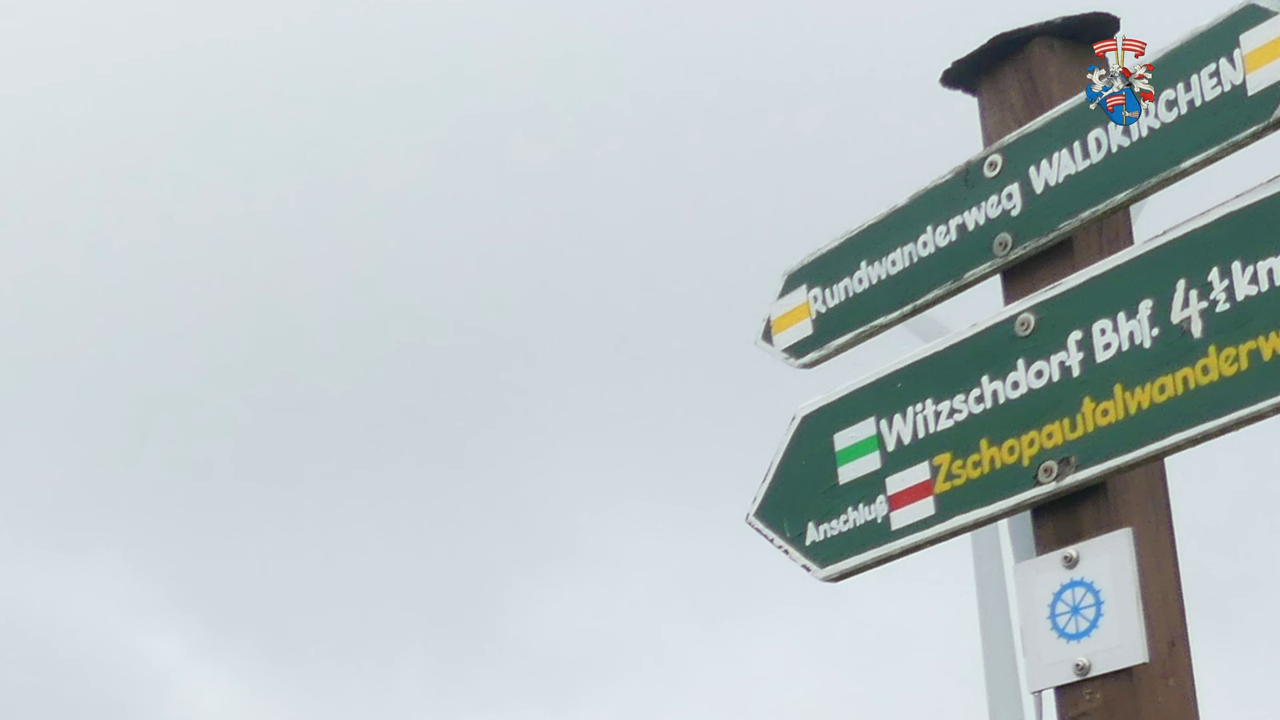 Rundwanderweg WALDKIRCHEN
Witzschdorf Bhf. 4½ km
Anschluß Zschopautalwanderw